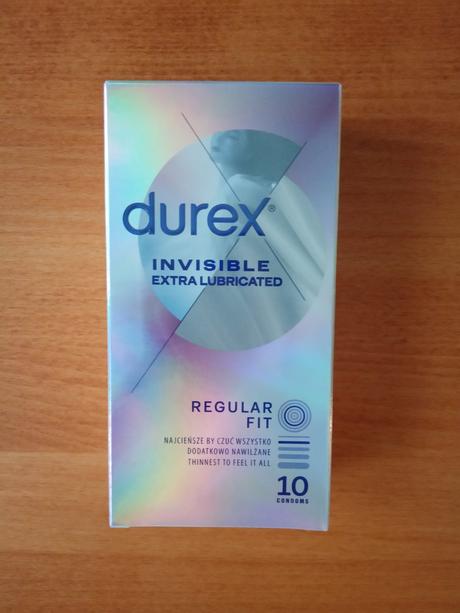 durex®
INVISIBLE
EXTRA LUBRICATED
REGULAR
FIT
NAJCIEŃSZE BY CZUĆ WSZYSTKO
DODATKOWO NAWILŻANE
THINNEST TO FEEL IT ALL
10
CONDOMS